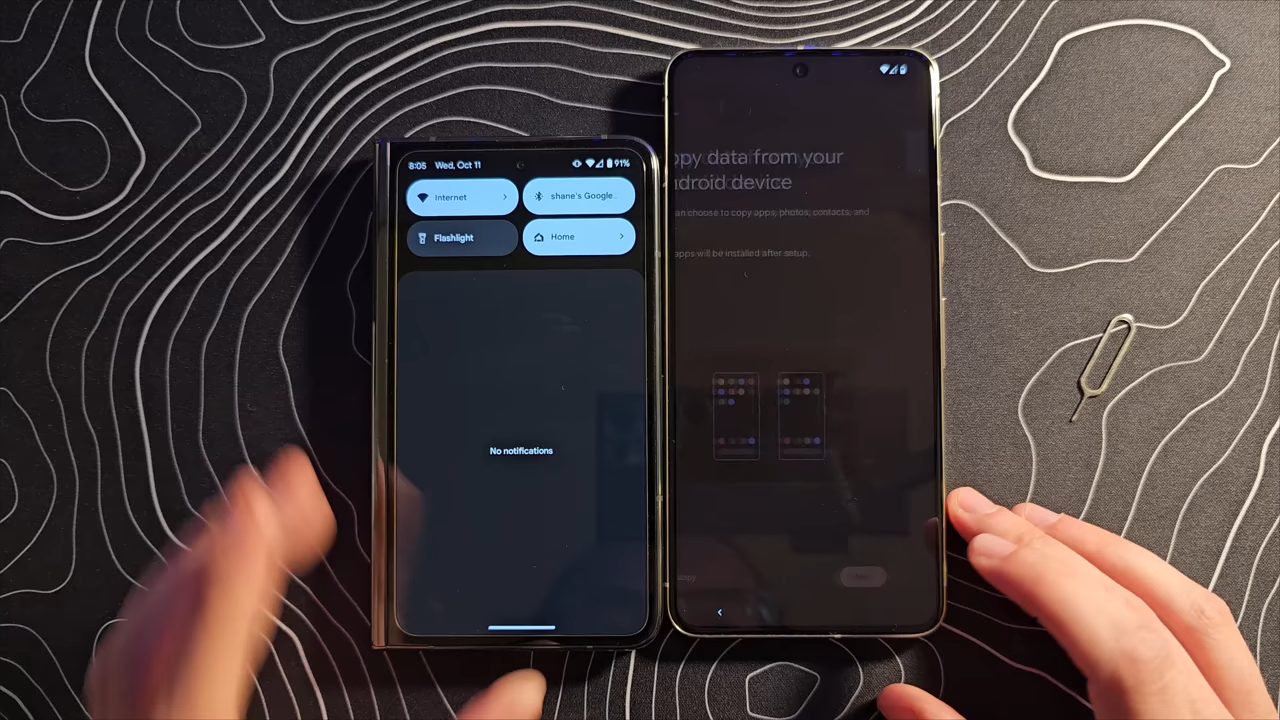 8:05 Wed, Oct 11 91%
Internet
shane's Google
Flashlight
Home
No notifications
opy data from your
ndroid device
an choose to copy apps, photos, contacts, and
apps will be installed after setup.